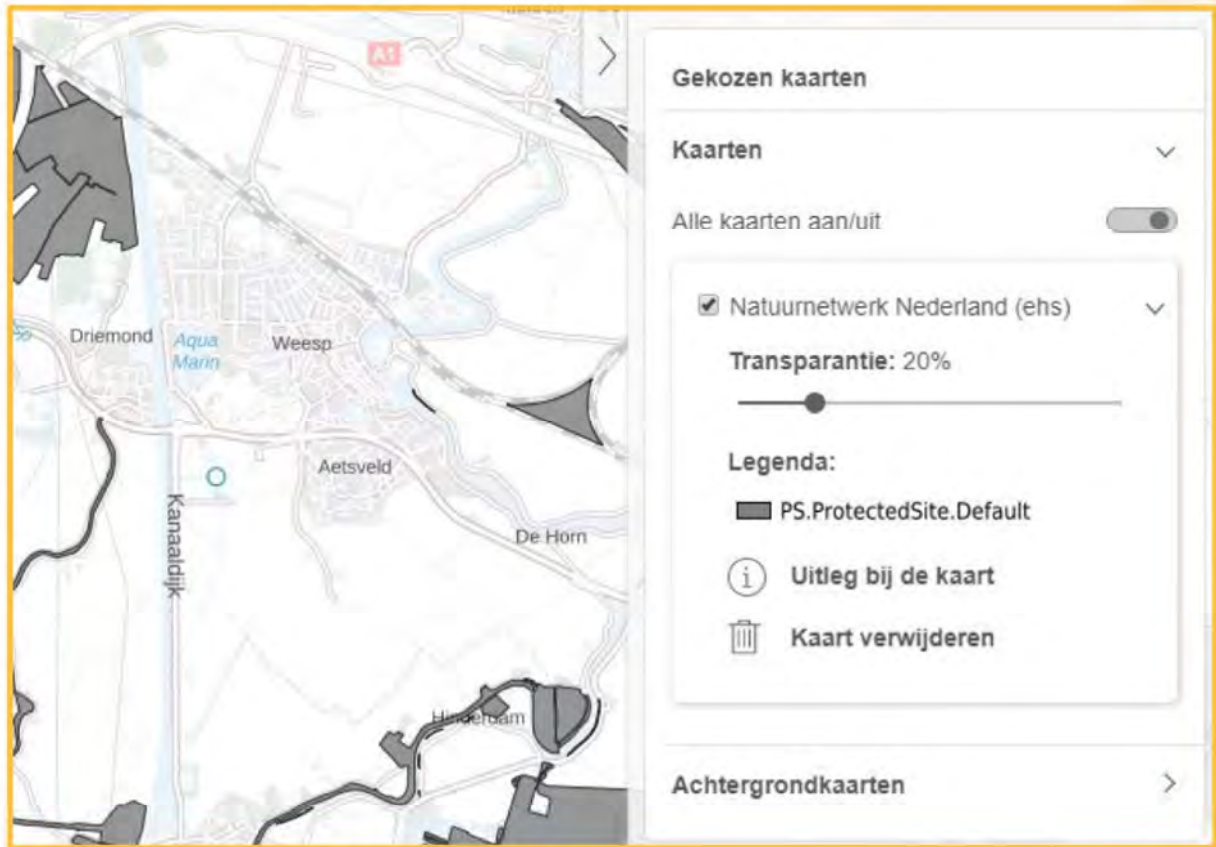 A1
Driemond
Aqua
Marin
Weesp
Aetsveld
Kanaaldijk
De Horn
Hinderdam
Gekozen kaarten
Kaarten
Alle kaarten aan/uit
Natuurnetwerk Nederland (ehs)
Transparantie: 20%
Legenda:
PS.ProtectedSite.Default
i Uitleg bij de kaart
Kaart verwijderen
Achtergrondkaarten